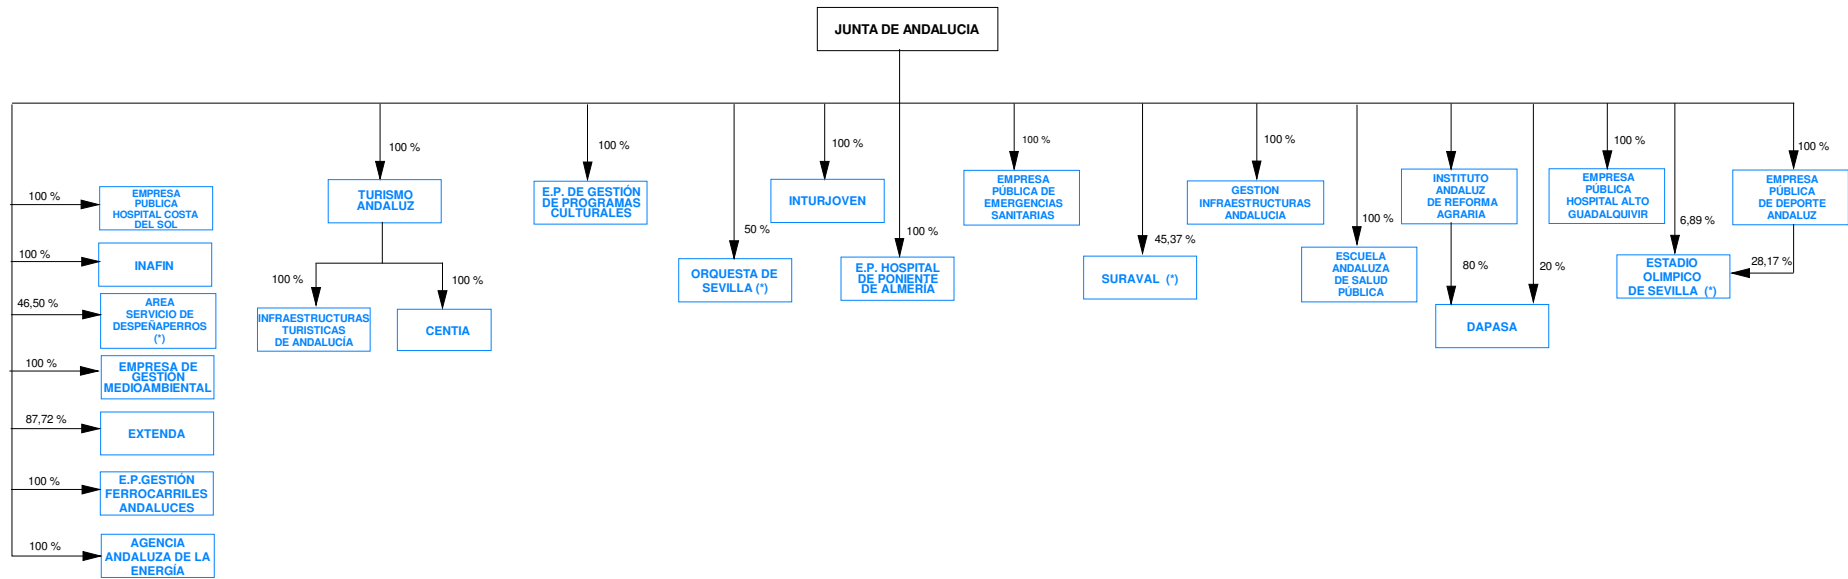 JUNTA DE ANDALUCIA
100 %
EMPRESA
PUBLICA
HOSPITAL COSTA
DEL SOL
100 %
INAFIN
46,50 %
AREA
SERVICIO DE
DESPEÑAPERROS
(*)
100 %
EMPRESA DE
GESTIÓN
MEDIOAMBIENTAL
87,72 %
EXTENDA
100 %
E.P.GESTIÓN
FERROCARRILES
ANDALUCES
100 %
AGENCIA
ANDALUZA DE LA
ENERGÍA
100 %
TURISMO
ANDALUZ
100 %
INFRAESTRUCTURAS
TURISTICAS
DE ANDALUCÍA
100 %
CENTIA
100 %
E.P. DE GESTIÓN
DE PROGRAMAS
CULTURALES
50 %
ORQUESTA DE
SEVILLA (*)
100 %
INTURJOVEN
100 %
E.P. HOSPITAL
DE PONIENTE
DE ALMERÍA
100 %
EMPRESA
PÚBLICA DE
EMERGENCIAS
SANITARIAS
45,37 %
SURAVAL (*)
100 %
GESTION
INFRAESTRUCTURAS
ANDALUCIA
100 %
ESCUELA
ANDALUZA
DE SALUD
PÚBLICA
INSTITUTO
ANDALUZ
DE REFORMA
AGRARIA
80 %
20 %
DAPASA
100 %
EMPRESA
PÚBLICA
HOSPITAL ALTO
GUADALQUIVIR
6,89 %
ESTADIO
OLIMPICO
DE SEVILLA (*)
100 %
EMPRESA
PÚBLICA
DE DEPORTE
ANDALUZ
28,17 %